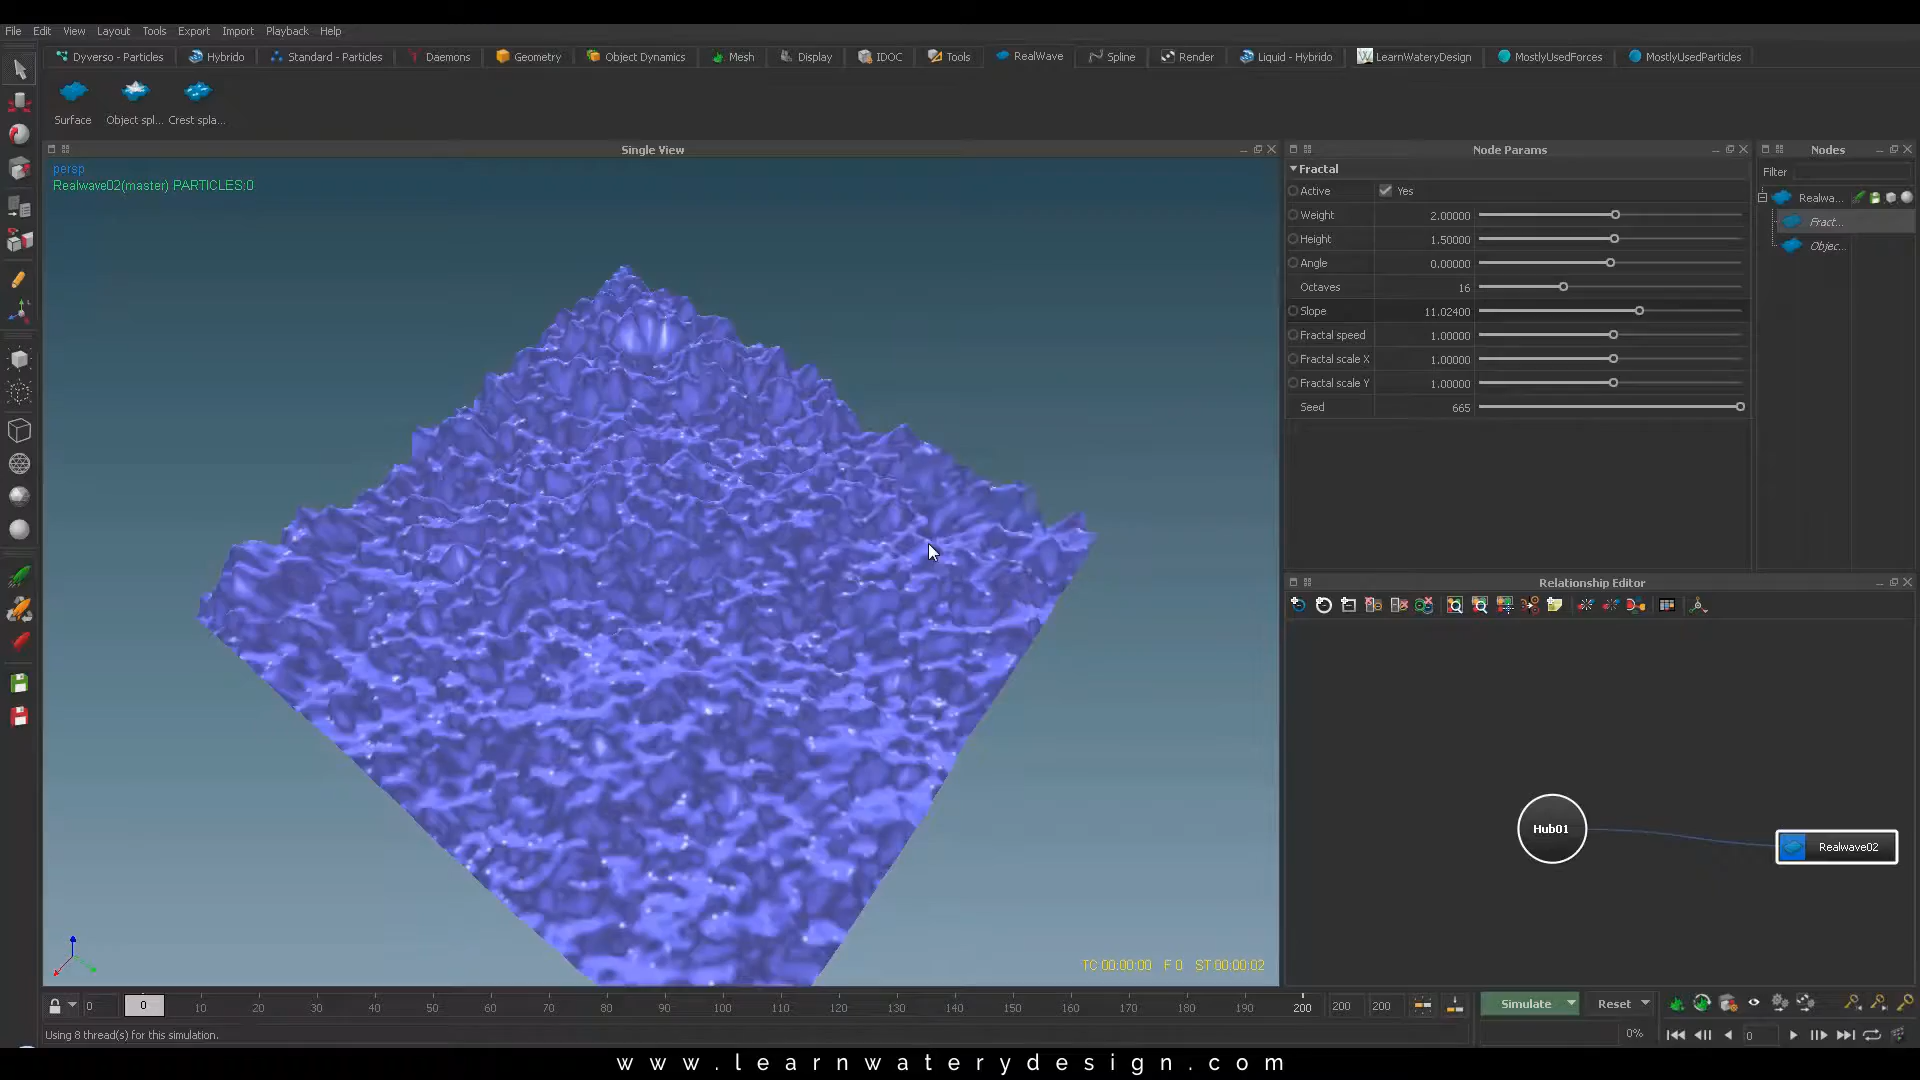 File Edit View Layout Tools Export Import Playback Help
Dyverso - Particles Hybrido Standard - Particles Daemons Geometry Object Dynamics Mesh Display IDOC Tools RealWave Spline Render Liquid - Hybrido LearnWateryDesign MostlyUsedForces MostlyUsedParticles
Surface Object spl... Crest spla...
Single View
persp
Realwave02(master) PARTICLES:0
TC 00:00:00 F 0 ST 00:00:02
Node Params
Fractal
Active Yes
Weight 2.00000
Height 1.50000
Angle 0.00000
Octaves 16
Slope 11.02400
Fractal speed 1.00000
Fractal scale X 1.00000
Fractal scale Y 1.00000
Seed 665
Nodes
Filter
Realwa...
Fract...
Objec...
Relationship Editor
Hub01
Realwave02
0 0 10 20 30 40 50 60 70 80 90 100 110 120 130 140 150 160 170 180 190 200 200 200
Simulate Reset
Using 8 thread(s) for this simulation.
0% 0
www.learnwaterydesign.com